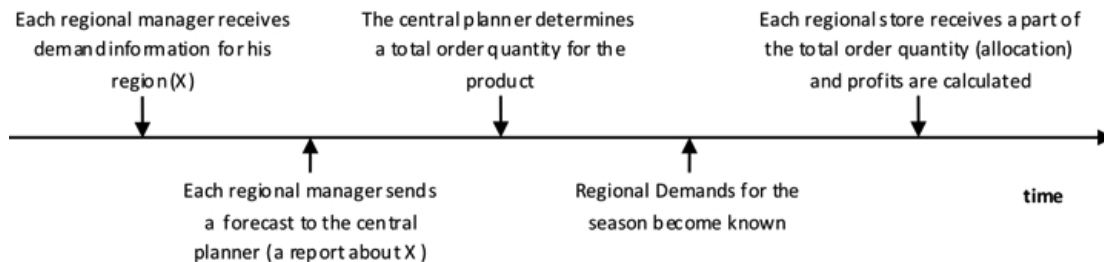 Each regional manager receives
demand information for his
region (X)
The central planner determines
a total order quantity for the
product
Each regional store receives a part of
the total order quantity (allocation)
and profits are calculated
Each regional manager sends
a forecast to the central
planner (a report about X)
Regional Demands for the
season become known
time